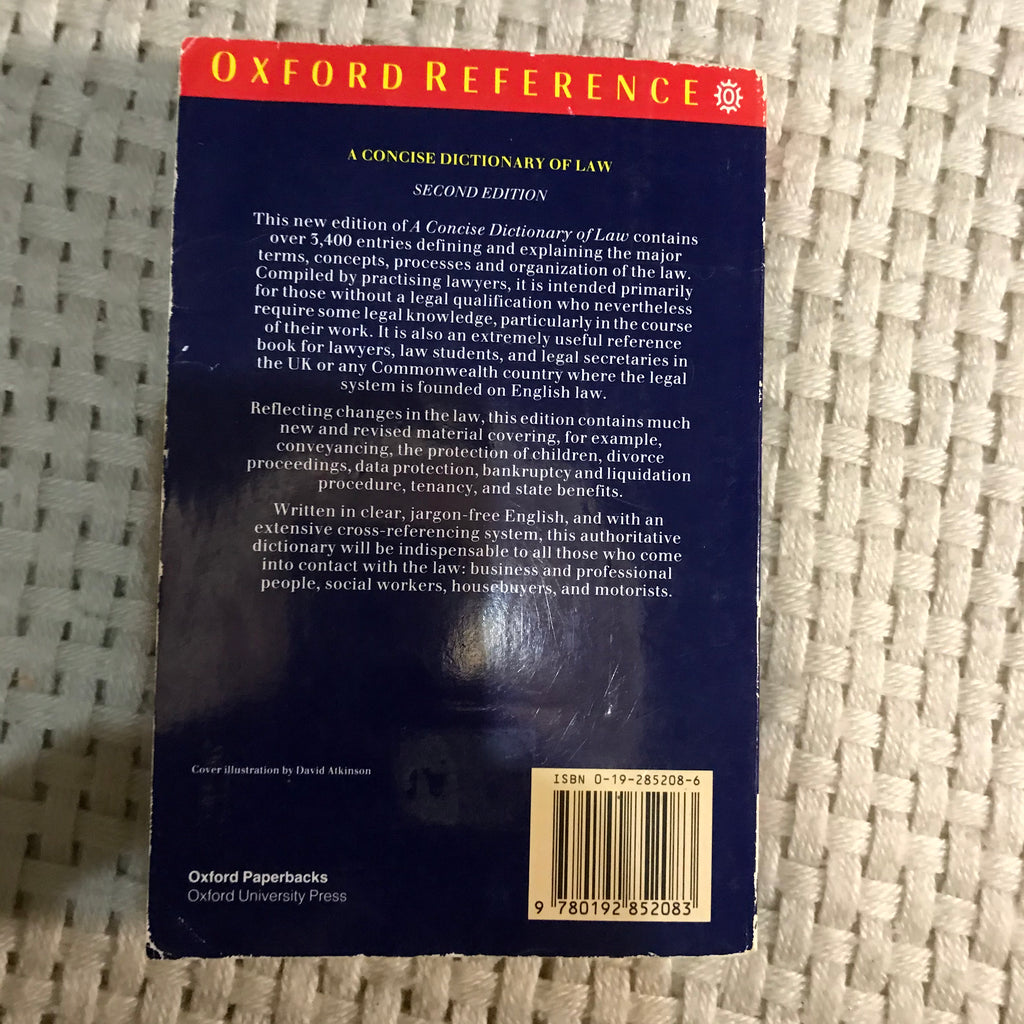 OXFORD REFERENCE
A CONCISE DICTIONARY OF LAW
SECOND EDITION
This new edition of A Concise Dictionary of Law contains
over 3,400 entries defining and explaining the major
terms, concepts, processes and organization of the law.
Compiled by practising lawyers, it is intended primarily
for those without a legal qualification who nevertheless
require some legal knowledge, particularly in the course
of their work. It is also an extremely useful reference
book for lawyers, law students, and legal secretaries in
the UK or any Commonwealth country where the legal
system is founded on English law.
Reflecting changes in the law, this edition contains much
new and revised material covering, for example,
conveyancing, the protection of children, divorce
proceedings, data protection, bankruptcy and liquidation
procedure, tenancy, and state benefits.
Written in clear, jargon-free English, and with an
extensive cross-referencing system, this authoritative
dictionary will be indispensable to all those who come
into contact with the law: business and professional
people, social workers, housebuyers, and motorists.
Cover illustration by David Atkinson
ISBN 0-19-285208-6
Oxford Paperbacks
Oxford University Press
9 780192 852083